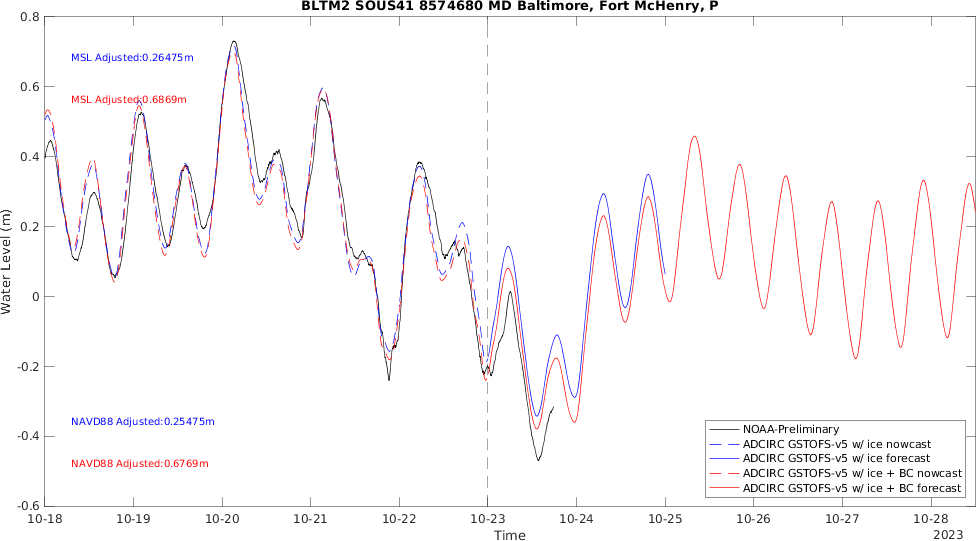 BLTM2 SOUS41 8574680 MD Baltimore, Fort McHenry, P
0.8
0.6
0.4
0.2
0
-0.2
-0.4
-0.6
Water Level (m)
MSL Adjusted:0.26475m
MSL Adjusted:0.6869m
NAVD88 Adjusted:0.25475m
NAVD88 Adjusted:0.6769m
NOAA-Preliminary
ADCIRC GSTOFS-v5 w/ ice nowcast
ADCIRC GSTOFS-v5 w/ ice forecast
ADCIRC GSTOFS-v5 w/ ice + BC nowcast
ADCIRC GSTOFS-v5 w/ ice + BC forecast
10-18 10-19 10-20 10-21 10-22 10-23 10-24 10-25 10-26 10-27 10-28
Time
2023